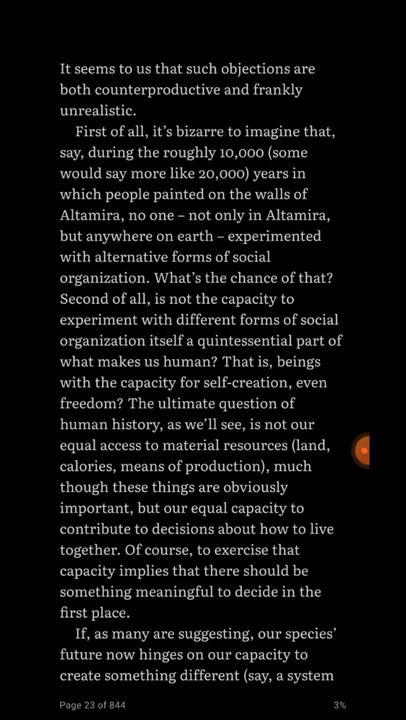 It seems to us that such objections are
both counterproductive and frankly
unrealistic.
First of all, it’s bizarre to imagine that,
say, during the roughly 10,000 (some
would say more like 20,000) years in
which people painted on the walls of
Altamira, no one – not only in Altamira,
but anywhere on earth – experimented
with alternative forms of social
organization. What’s the chance of that?
Second of all, is not the capacity to
experiment with different forms of social
organization itself a quintessential part of
what makes us human? That is, beings
with the capacity for self-creation, even
freedom? The ultimate question of
human history, as we’ll see, is not our
equal access to material resources (land,
calories, means of production), much
though these things are obviously
important, but our equal capacity to
contribute to decisions about how to live
together. Of course, to exercise that
capacity implies that there should be
something meaningful to decide in the
first place.
If, as many are suggesting, our species’
future now hinges on our capacity to
create something different (say, a system
Page 23 of 844 3%